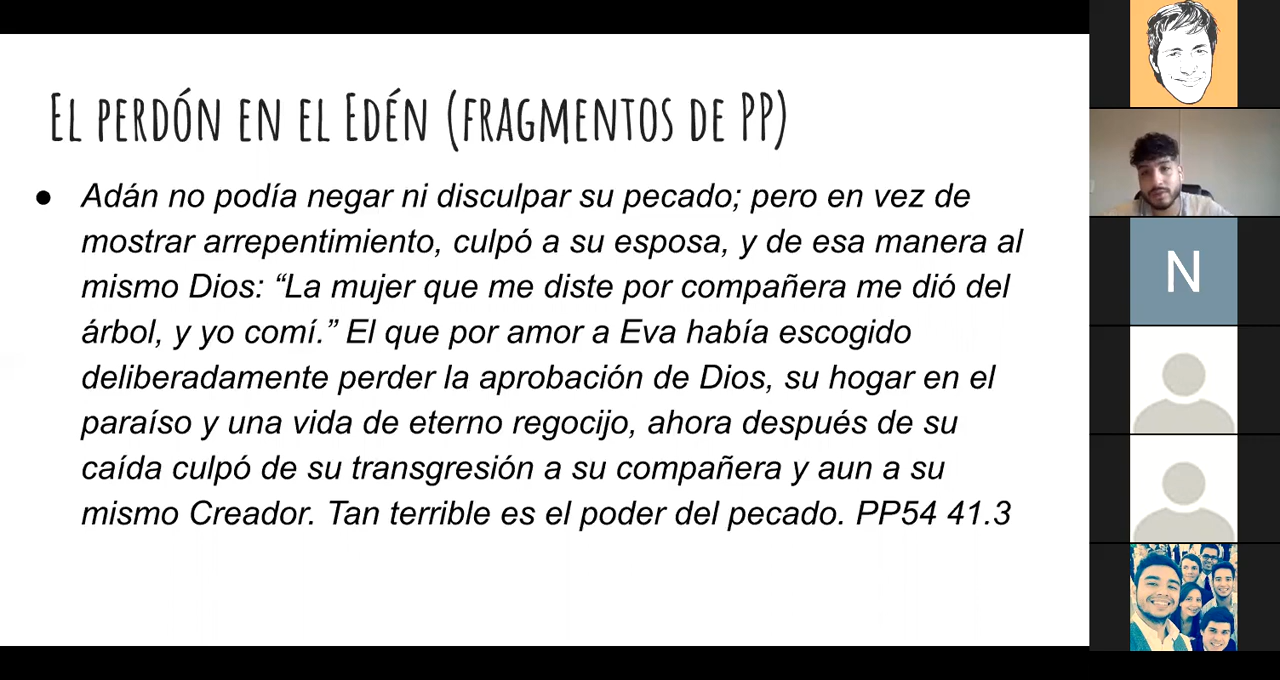 El perdón en el Edén (fragmentos de PP)
● Adán no podía negar ni disculpar su pecado; pero en vez de
mostrar arrepentimiento, culpó a su esposa, y de esa manera al
mismo Dios: “La mujer que me diste por compañera me dió del
árbol, y yo comí.” El que por amor a Eva había escogido
deliberadamente perder la aprobación de Dios, su hogar en el
paraíso y una vida de eterno regocijo, ahora después de su
caída culpó de su transgresión a su compañera y aun a su
mismo Creador. Tan terrible es el poder del pecado. PP54 41.3
N